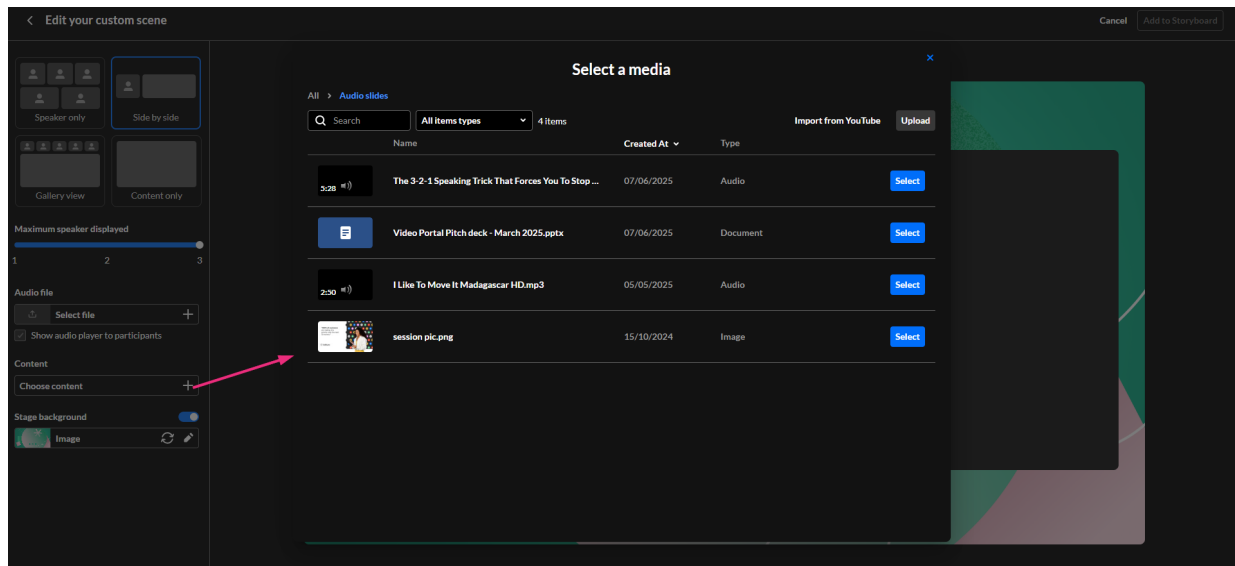 Edit your custom scene
Cancel
Add to Storyboard
Speaker only
Side by side
Gallery view
Content only
Maximum speaker displayed
1 2 3
Audio file
Select file
Show audio player to participants
Content
Choose content
Stage background
Image
Select a media
All > Audio slides
Search
All items types
4 items
Import from YouTube
Upload
Name Created At Type
5:28 The 3-2-1 Speaking Trick That Forces You To Stop ... 07/06/2025 Audio Select
Video Portal Pitch deck - March 2025.pptx 07/06/2025 Document Select
2:50 I Like To Move It Madagascar HD.mp3 05/05/2025 Audio Select
session pic.png 15/10/2024 Image Select